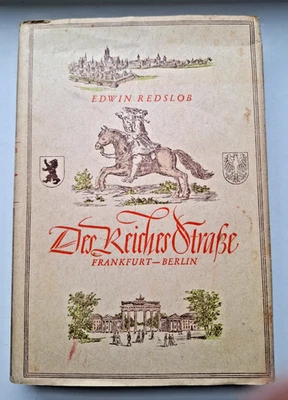 EDWIN REDSLOB
Des Reiches Straße
FRANKFURT—BERLIN